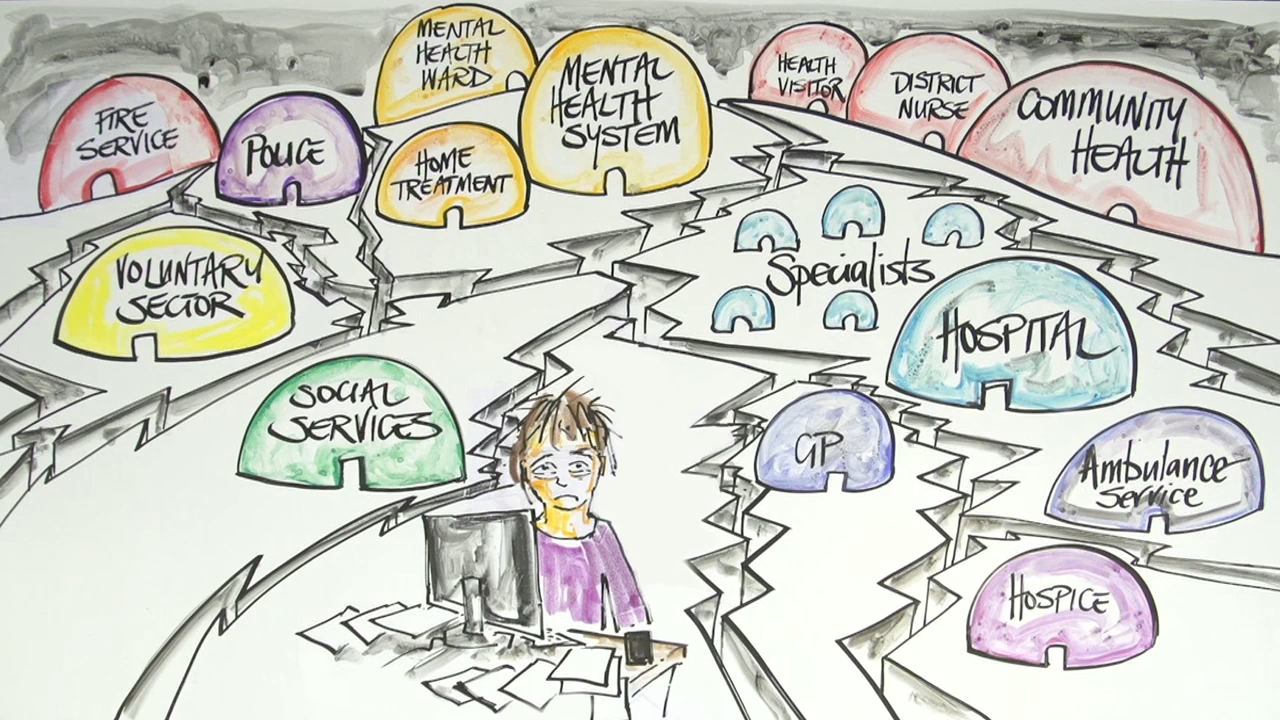 MENTAL
HEALTH
WARD
MENTAL
HEALTH
SYSTEM
HEALTH
VISITOR
DISTRICT
NURSE
COMMUNITY
HEALTH
FIRE
SERVICE
POLICE
HOME
TREATMENT
VOLUNTARY
SECTOR
Specialists
HOSPITAL
SOCIAL
SERVICES
GP
Ambulance
Service
HOSPICE